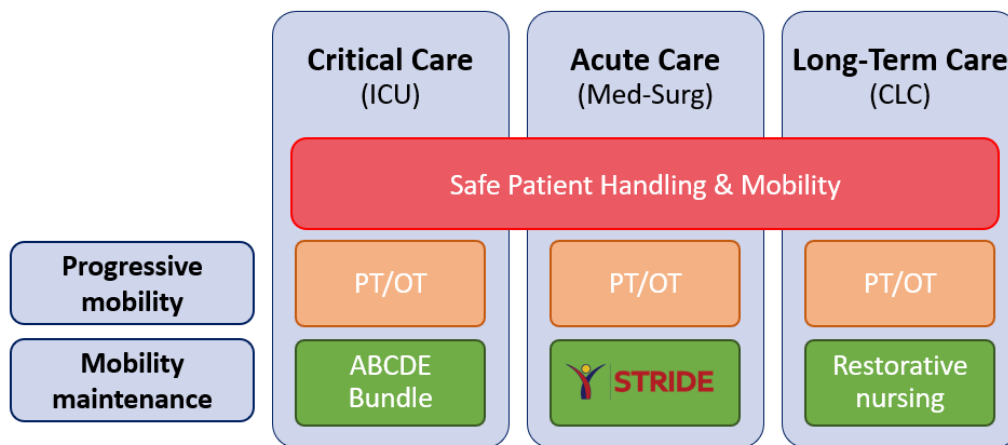 Critical Care
(ICU)
Acute Care
(Med-Surg)
Long-Term Care
(CLC)
Safe Patient Handling & Mobility
Progressive
mobility
PT/OT
PT/OT
PT/OT
Mobility
maintenance
ABCDE
Bundle
STRIDE
Restorative
nursing